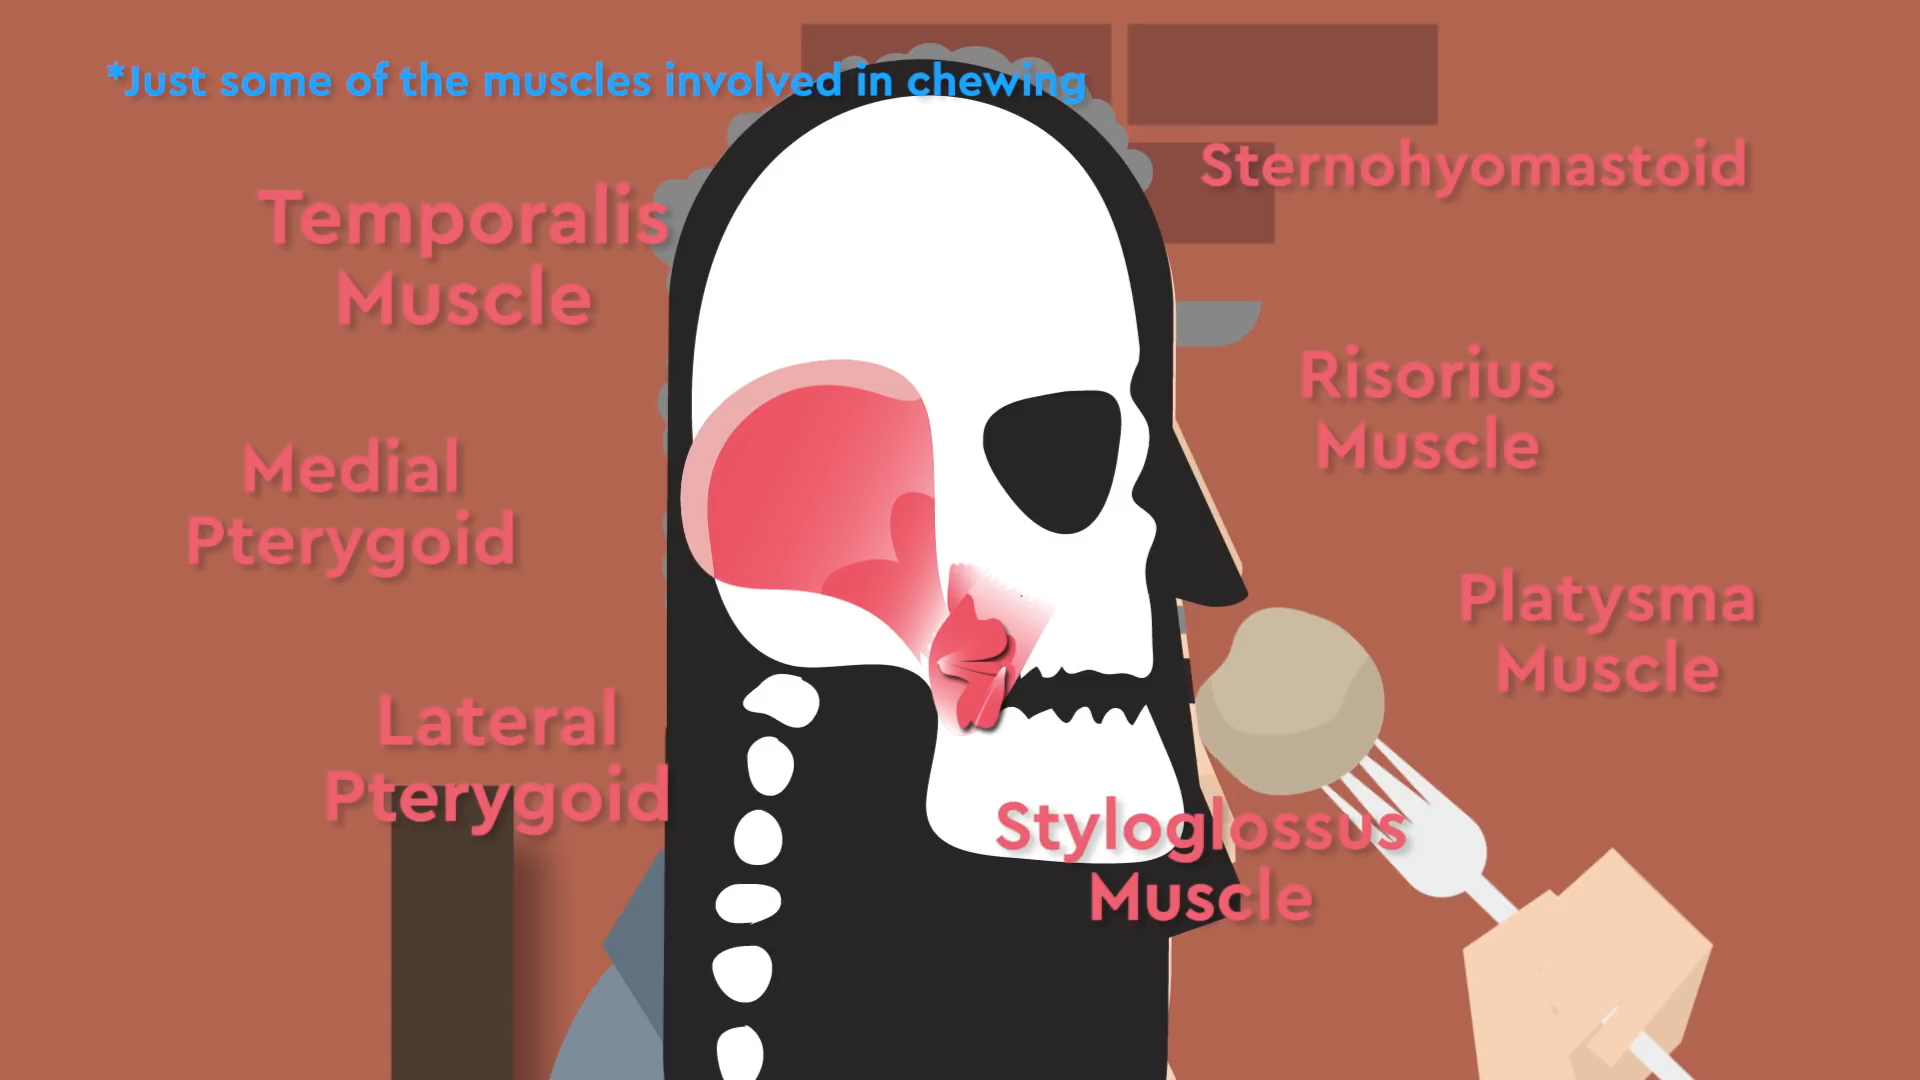 *Just some of the muscles involved in chewing
Sternohyomastoid
Temporalis
Muscle
Risorius
Muscle
Medial
Pterygoid
Platysma
Muscle
Lateral
Pterygoid
Styloglossus
Muscle